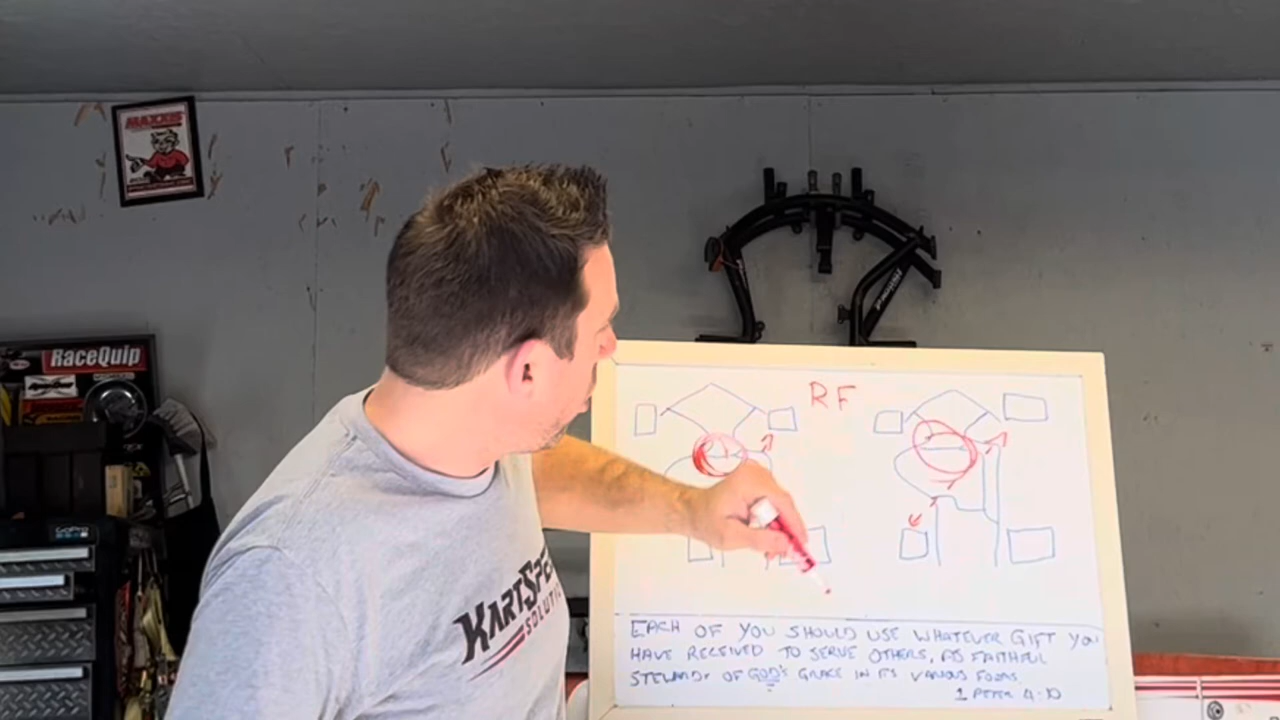 MAXXIS
RaceQuip
GoPro
KARTSPE
SOLUTI
RF
EACH OF YOU SHOULD USE WHATEVER GIFT YOU
HAVE RECEIVED TO SERVE OTHERS, AS FAITHFUL
STEWARDS OF GOD'S GRACE IN ITS VARIOUS FORMS
1 PETER 4:10